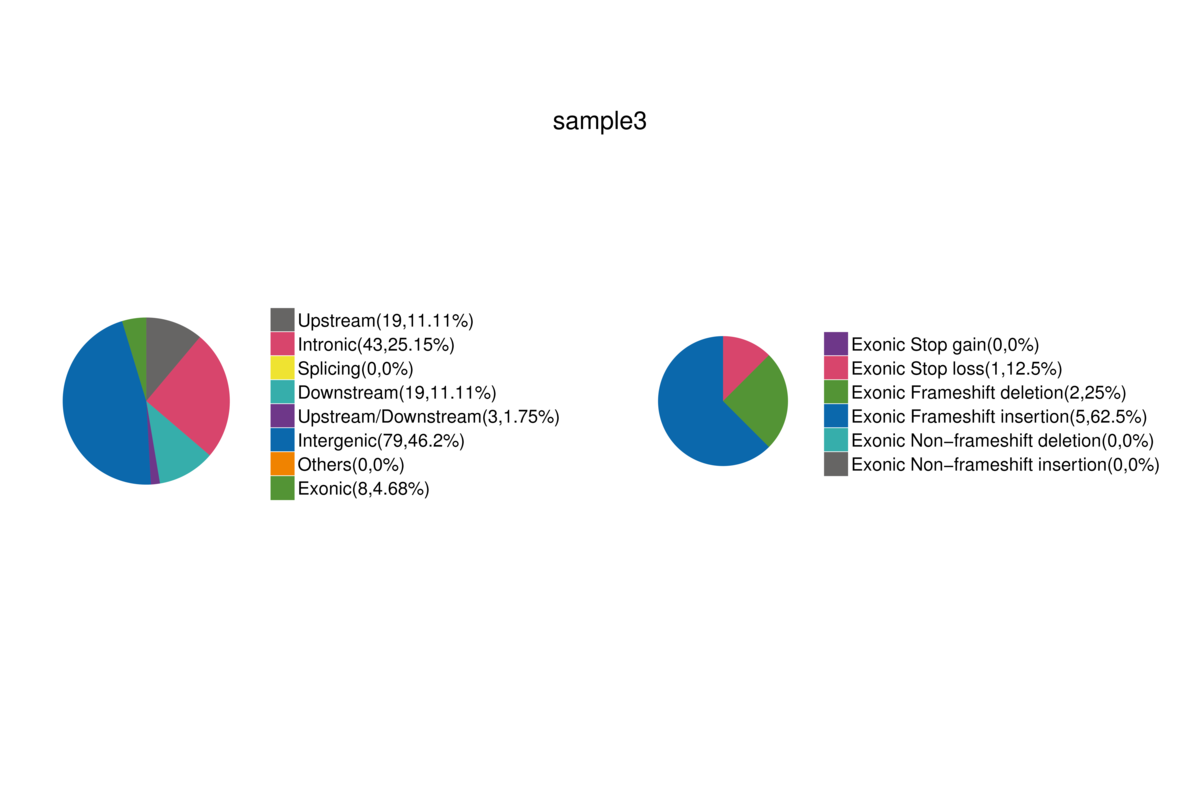 sample3
Upstream(19,11.11%)
Intronic(43,25.15%)
Splicing(0,0%)
Downstream(19,11.11%)
Upstream/Downstream(3,1.75%)
Intergenic(79,46.2%)
Others(0,0%)
Exonic(8,4.68%)
Exonic Stop gain(0,0%)
Exonic Stop loss(1,12.5%)
Exonic Frameshift deletion(2,25%)
Exonic Frameshift insertion(5,62.5%)
Exonic Non−frameshift deletion(0,0%)
Exonic Non−frameshift insertion(0,0%)